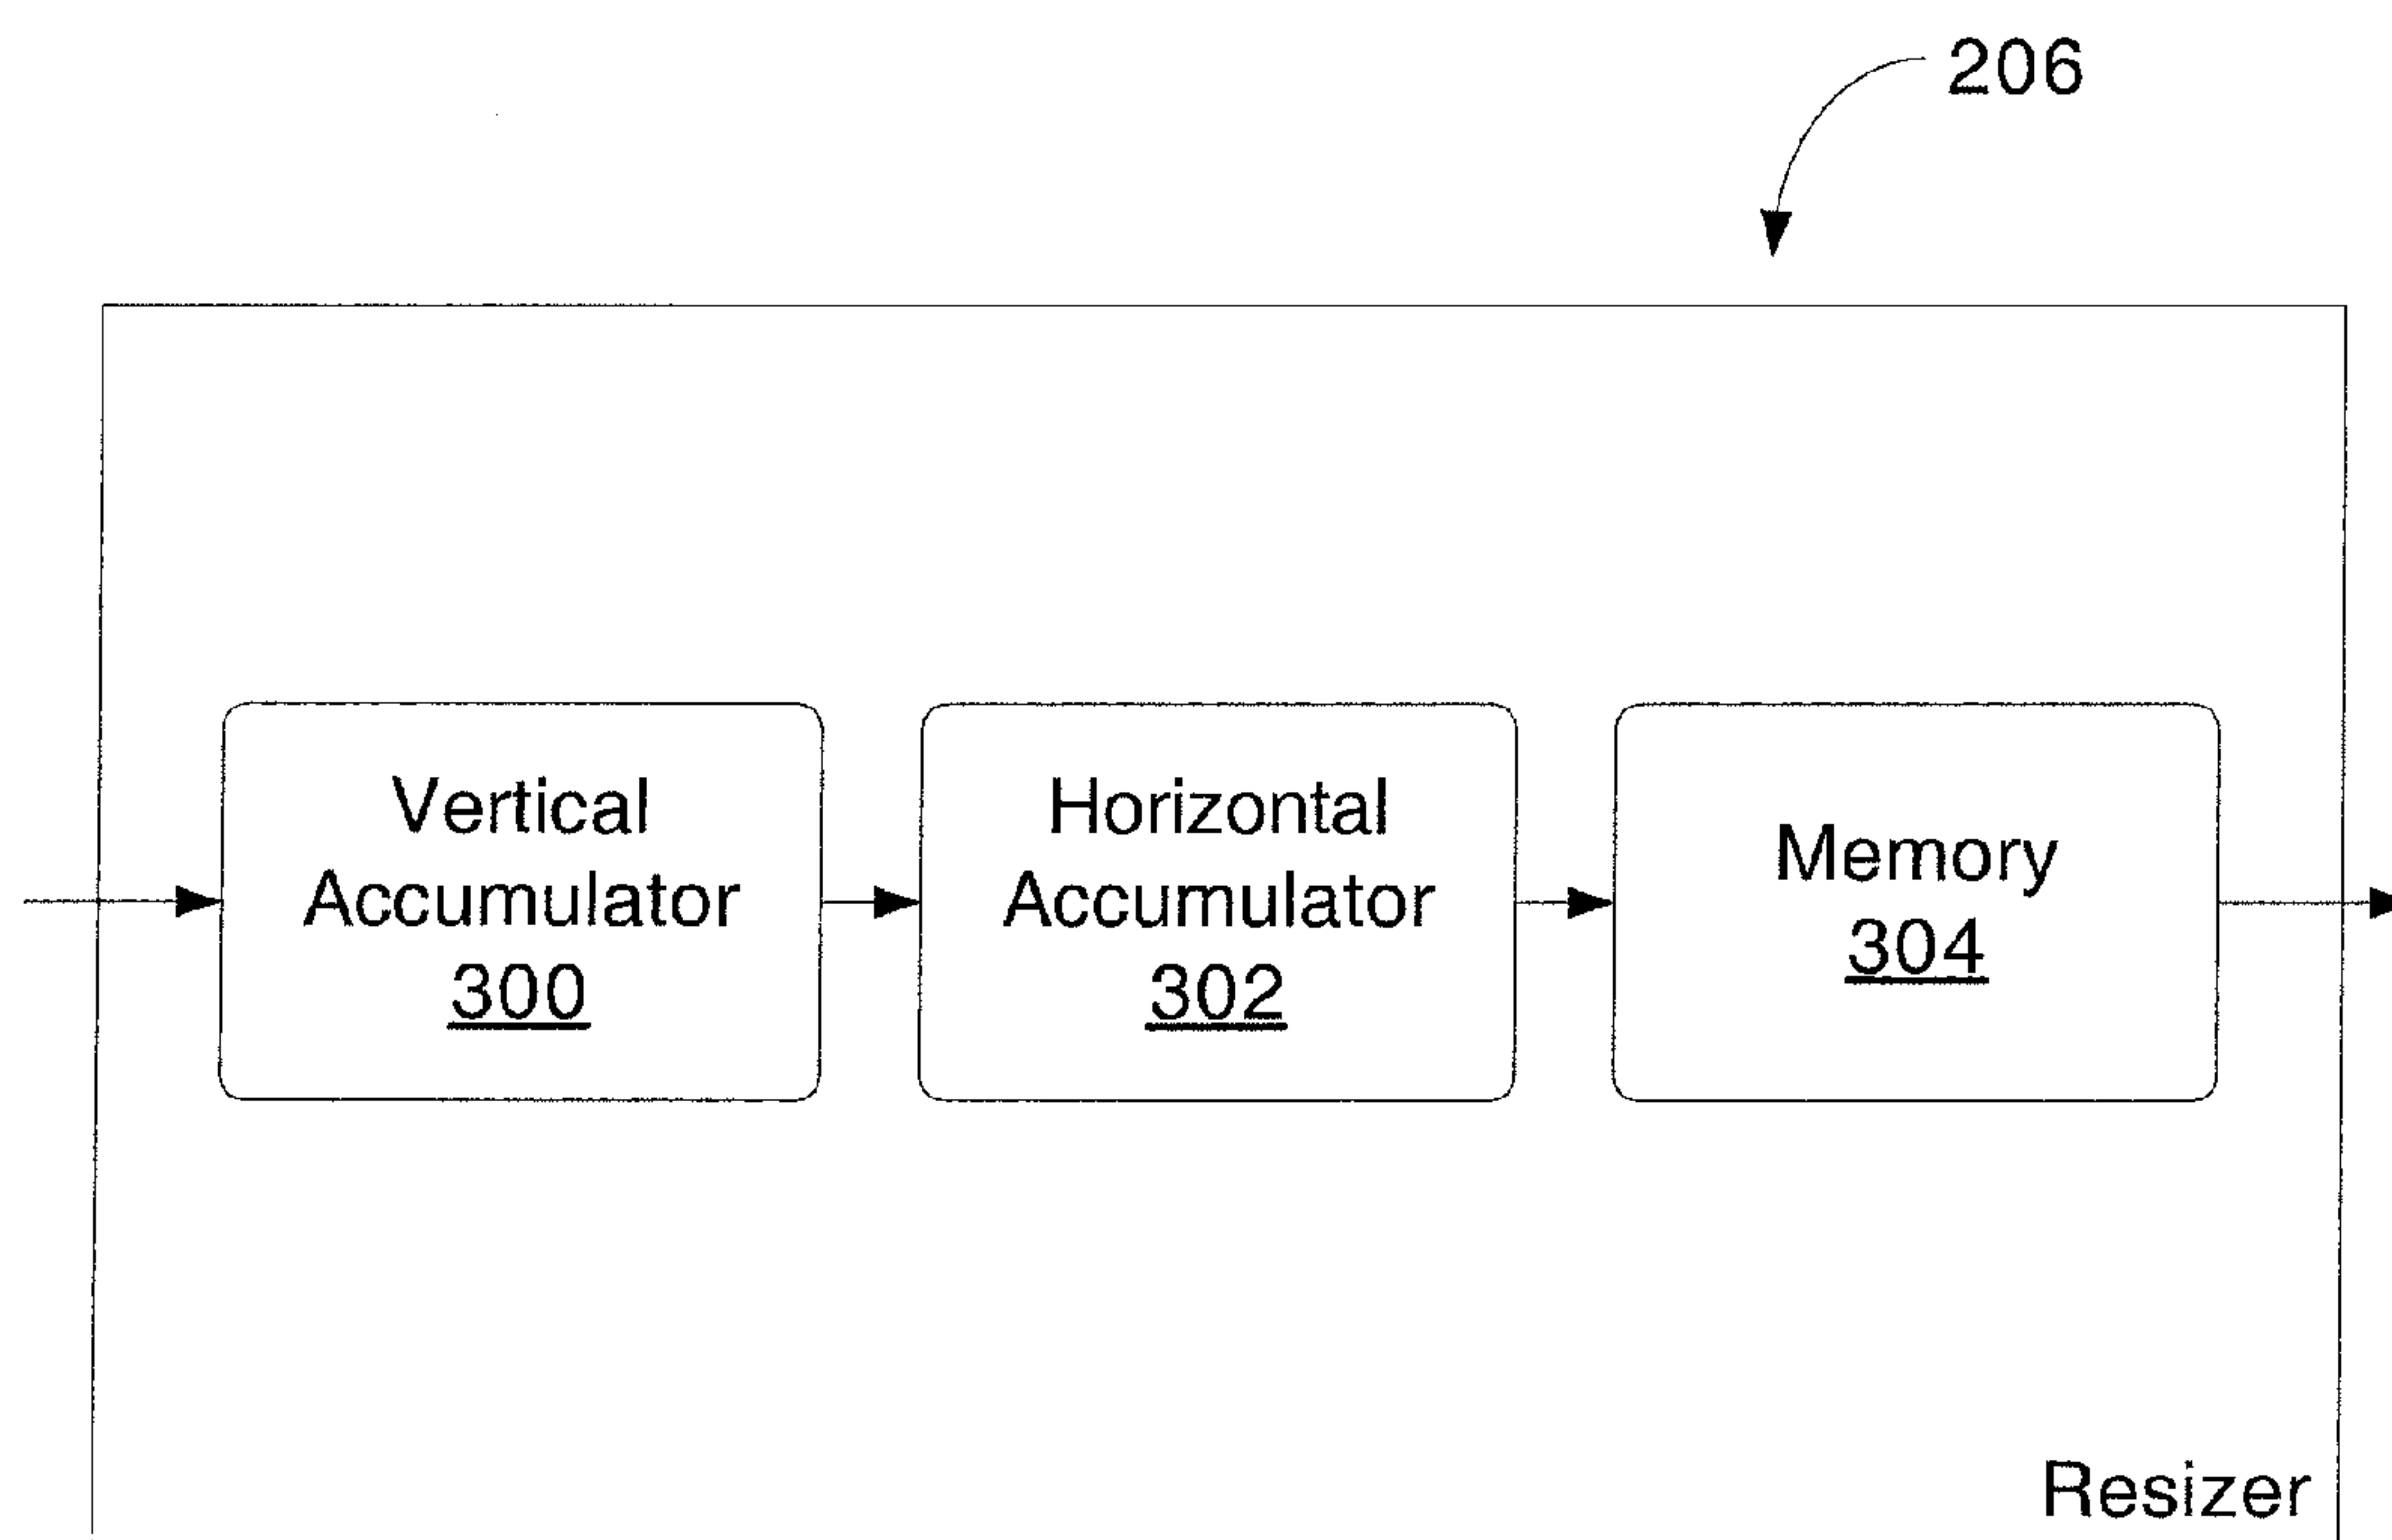 206
Vertical
Accumulator
300
Horizontal
Accumulator
302
Memory
304
Resizer